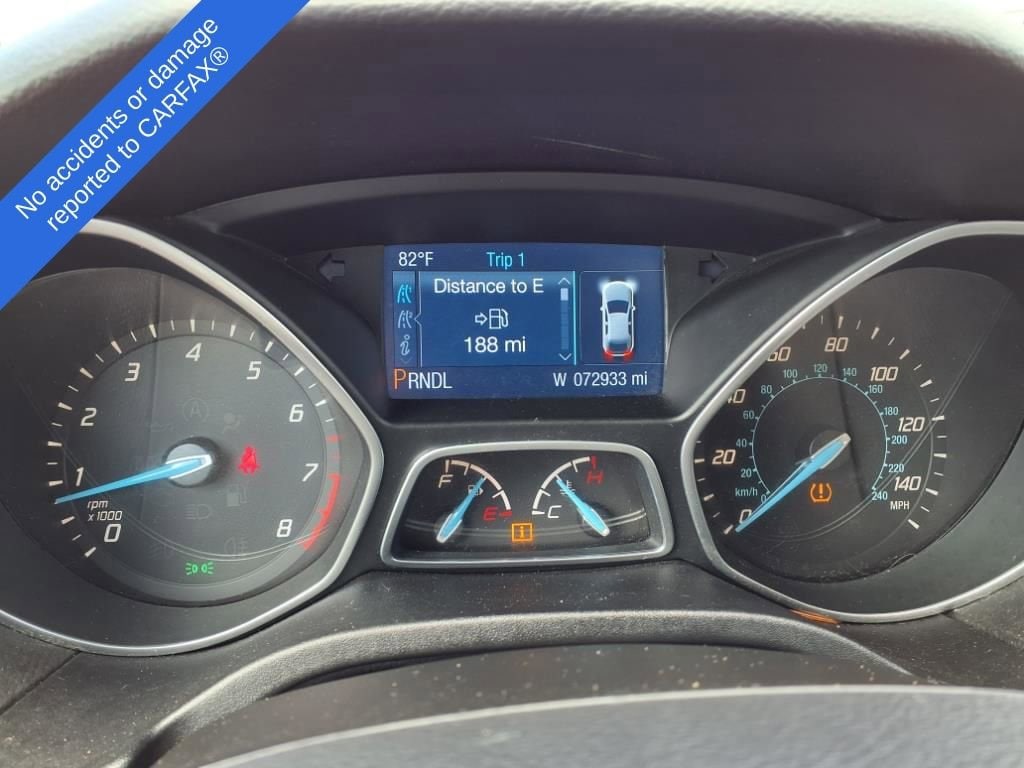 No accidents or damage
reported to CARFAX®
82°F Trip 1
Distance to E
188 mi
PRNDL W 072933 mi
0 1 2 3 4 5 6 7 8
rpm
x1000
A
F E
C H
i
0 20 40 60 80 100 120 140
MPH
0 20 40 60 80 100 120 140 160 180 200 220 240
km/h